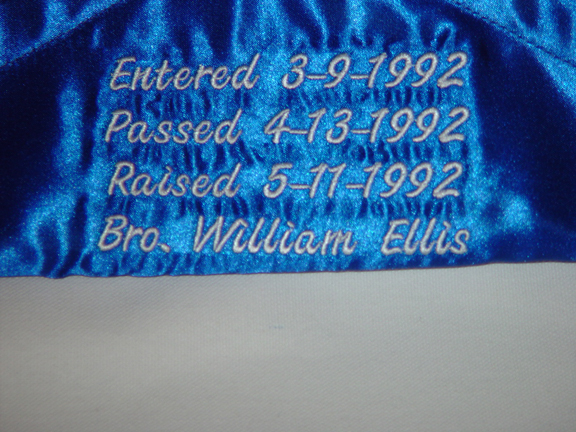 Entered 3-9-1992
Passed 4-13-1992
Raised 5-11-1992
Bro. William Ellis